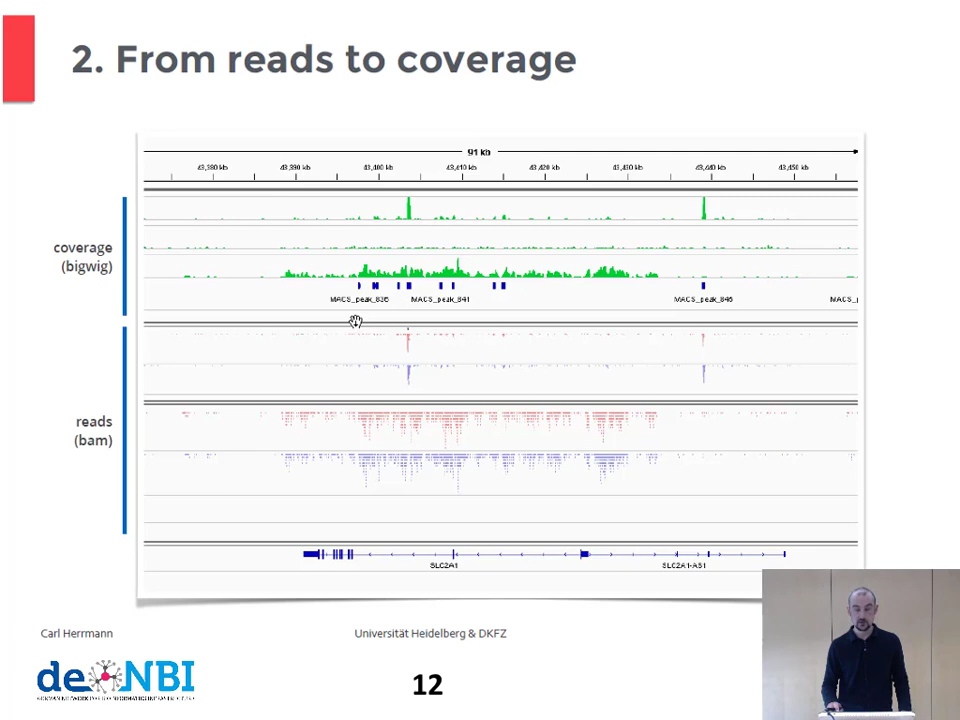 2. From reads to coverage
91 kb
43,380 kb 43,390 kb 43,400 kb 43,410 kb 43,420 kb 43,430 kb 43,440 kb 43,450 kb
coverage
(bigwig)
MACS_peak_836 MACS_peak_841 MACS_peak_846 MACS_p
reads
(bam)
SLC2A1 SLC2A1-AS1
Carl Herrmann
Universität Heidelberg & DKFZ
de NBI
12